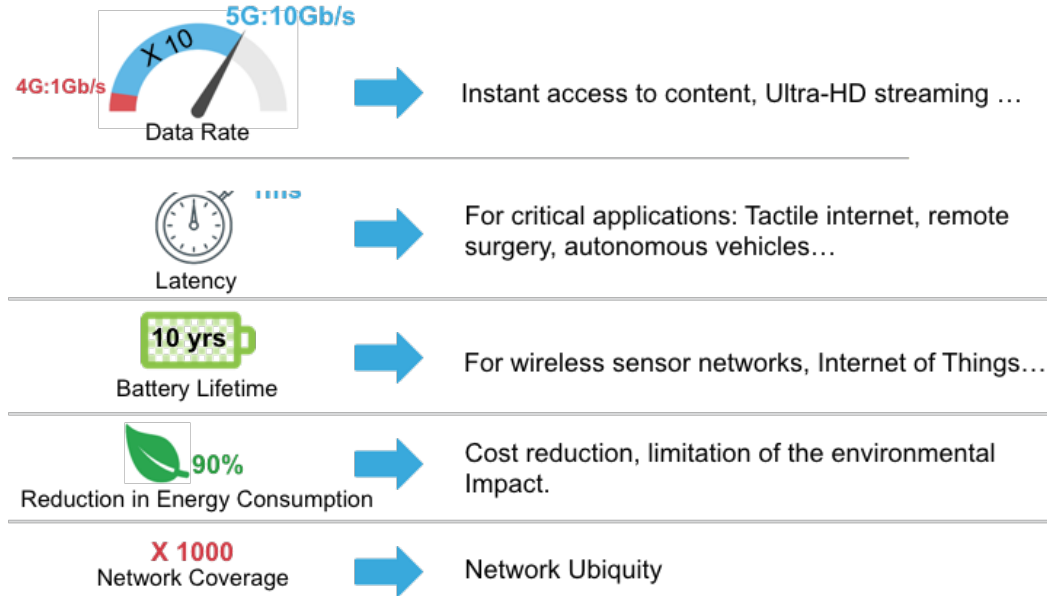 5G:10Gb/s
X 10
4G:1Gb/s
Data Rate
Instant access to content, Ultra-HD streaming …
Latency
For critical applications: Tactile internet, remote
surgery, autonomous vehicles…
10 yrs
Battery Lifetime
For wireless sensor networks, Internet of Things…
90%
Reduction in Energy Consumption
Cost reduction, limitation of the environmental
Impact.
X 1000
Network Coverage
Network Ubiquity